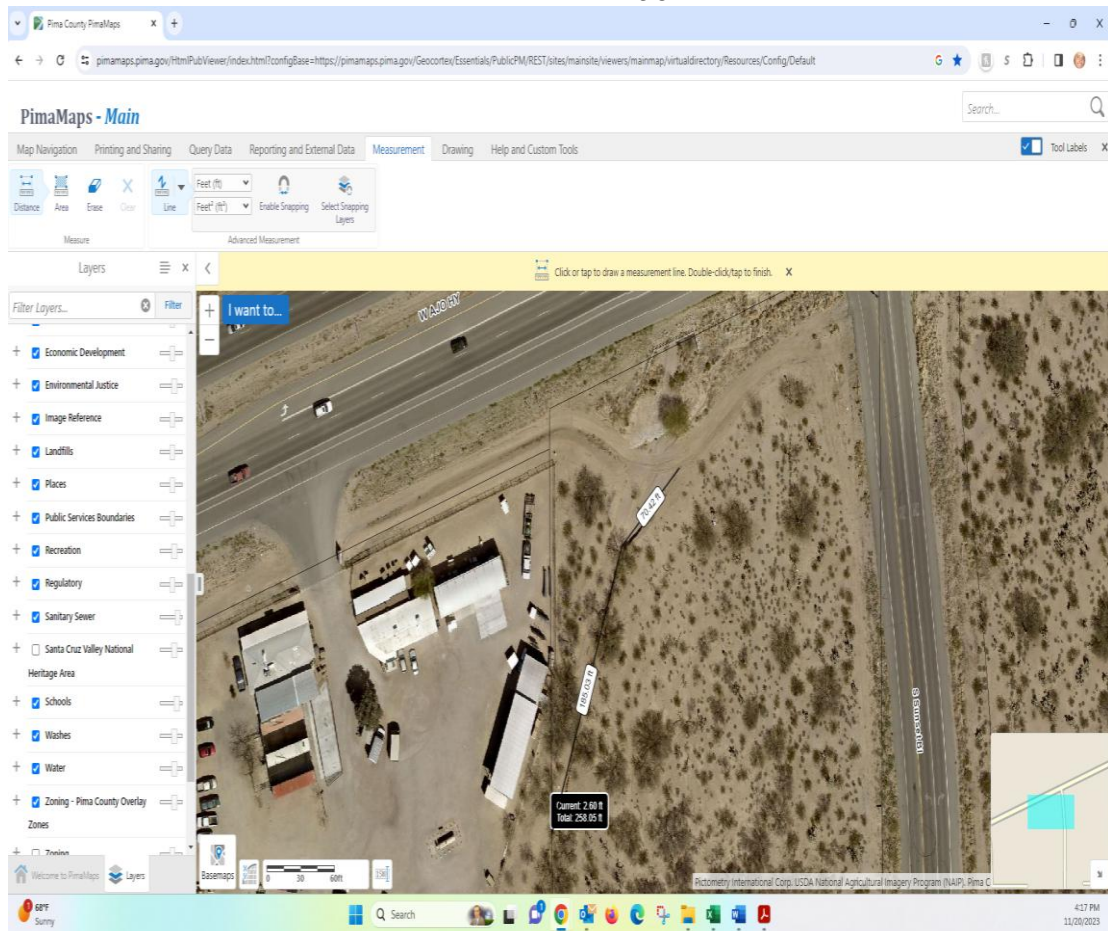 Pima County PimaMaps
pimamaps.pima.gov/HtmlPubViewer/index.html?configBase=https://pimamaps.pima.gov/Geocortex/Essentials/PublicPM/REST/sites/mainsite/viewers/mainmap/virtualdirectory/Resources/Config/Default
PimaMaps - Main
Search...
Map Navigation Printing and Sharing Query Data Reporting and External Data Measurement Drawing Help and Custom Tools
Tool Labels
Feet (ft)
Feet² (ft²)
Distance Area Erase Clear Line Enable Snapping Select Snapping
Layers
Measure Advanced Measurement
Layers
Click or tap to draw a measurement line. Double-click/tap to finish.
Filter Layers... Filter
I want to...
W AJO HY
Economic Development
Environmental Justice
Image Reference
Landfills
Places
Public Services Boundaries
Recreation
Regulatory
Sanitary Sewer
Santa Cruz Valley National
Heritage Area
Schools
Washes
Water
Zoning - Pima County Overlay
Zones
Zoning
70.42 ft
185.03 ft
S Sunset Bl
Current: 2.60 ft
Total: 258.05 ft
Basemaps
0 30 60ft
Pictometry International Corp. USDA National Agricultural Imagery Program (NAIP). Pima C
Welcome to PimaMaps Layers
68°F
Sunny
Search
4:17 PM
11/20/2023